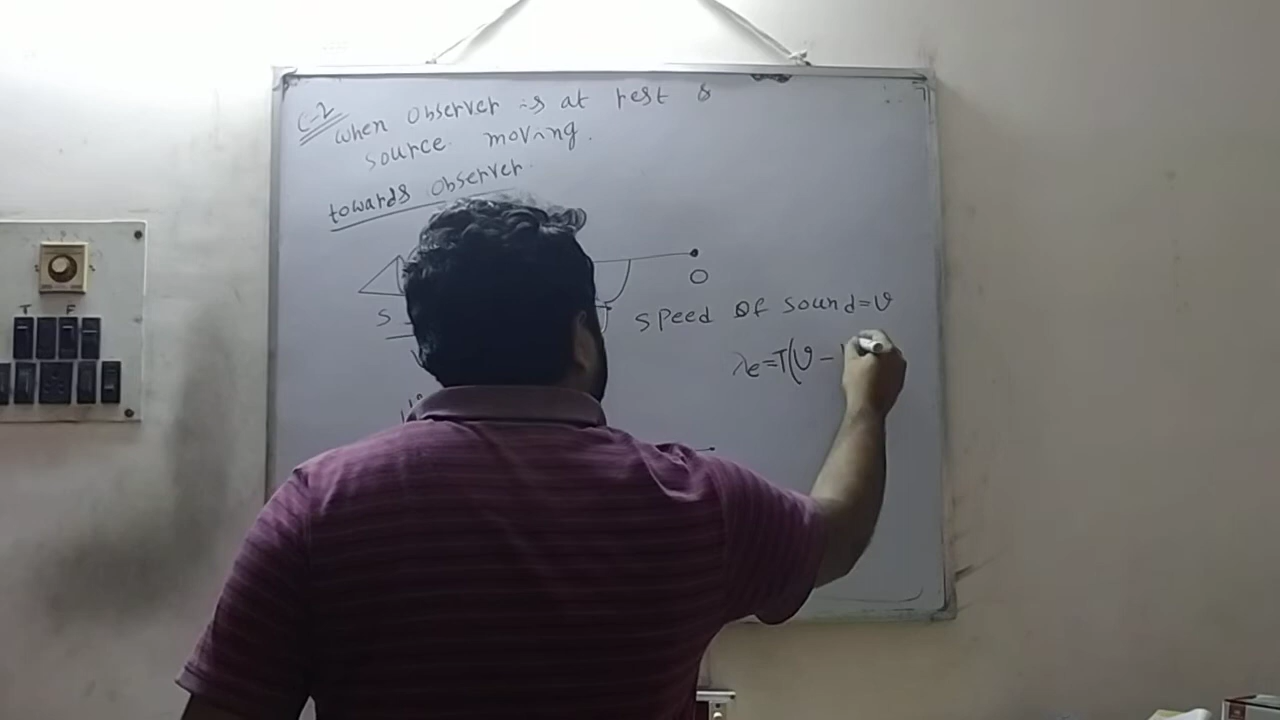 C-2
When Observer is at rest &
source moving.
towards Observer.
O
S
Speed of sound=v
λe=T(v-
T F